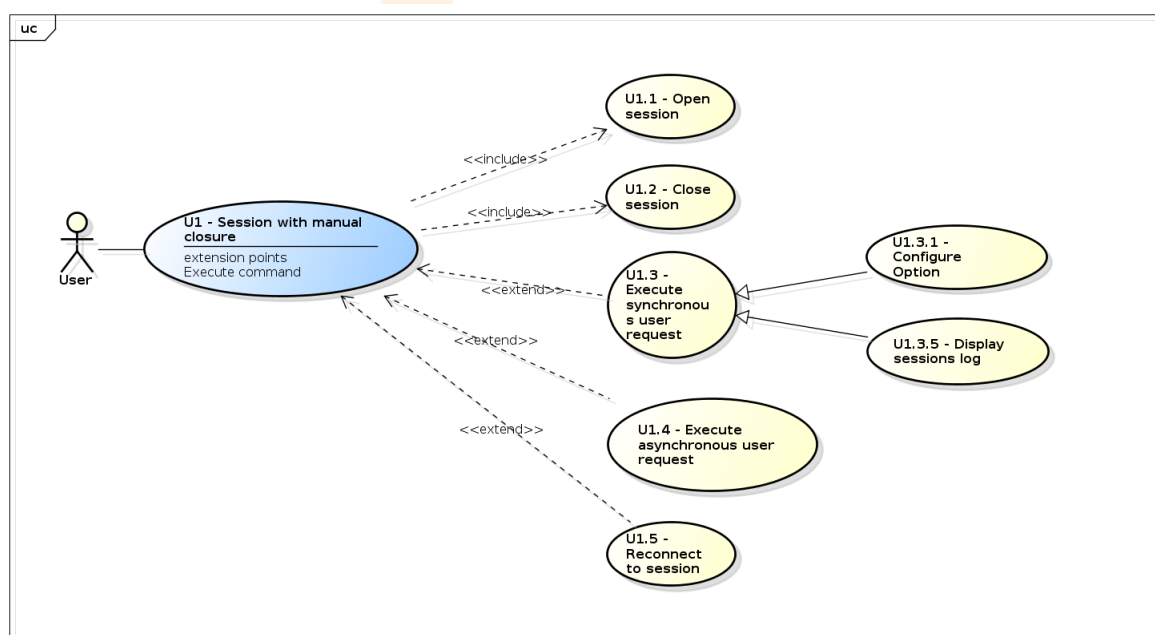 uc
U1.1 - Open
session
<<include>>
U1.2 - Close
session
<<include>>
U1 - Session with manual
closure
extension points
Execute command
User
U1.3 -
Execute
synchronou
s user
request
<<extend>>
U1.3.1 -
Configure
Option
U1.3.5 - Display
sessions log
<<extend>>
U1.4 - Execute
asynchronous user
request
<<extend>>
U1.5 -
Reconnect
to session